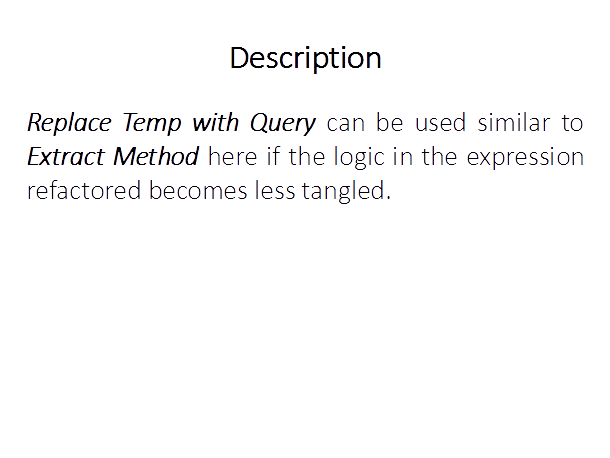 Description
Replace Temp with Query can be used similar to
Extract Method here if the logic in the expression
refactored becomes less tangled.